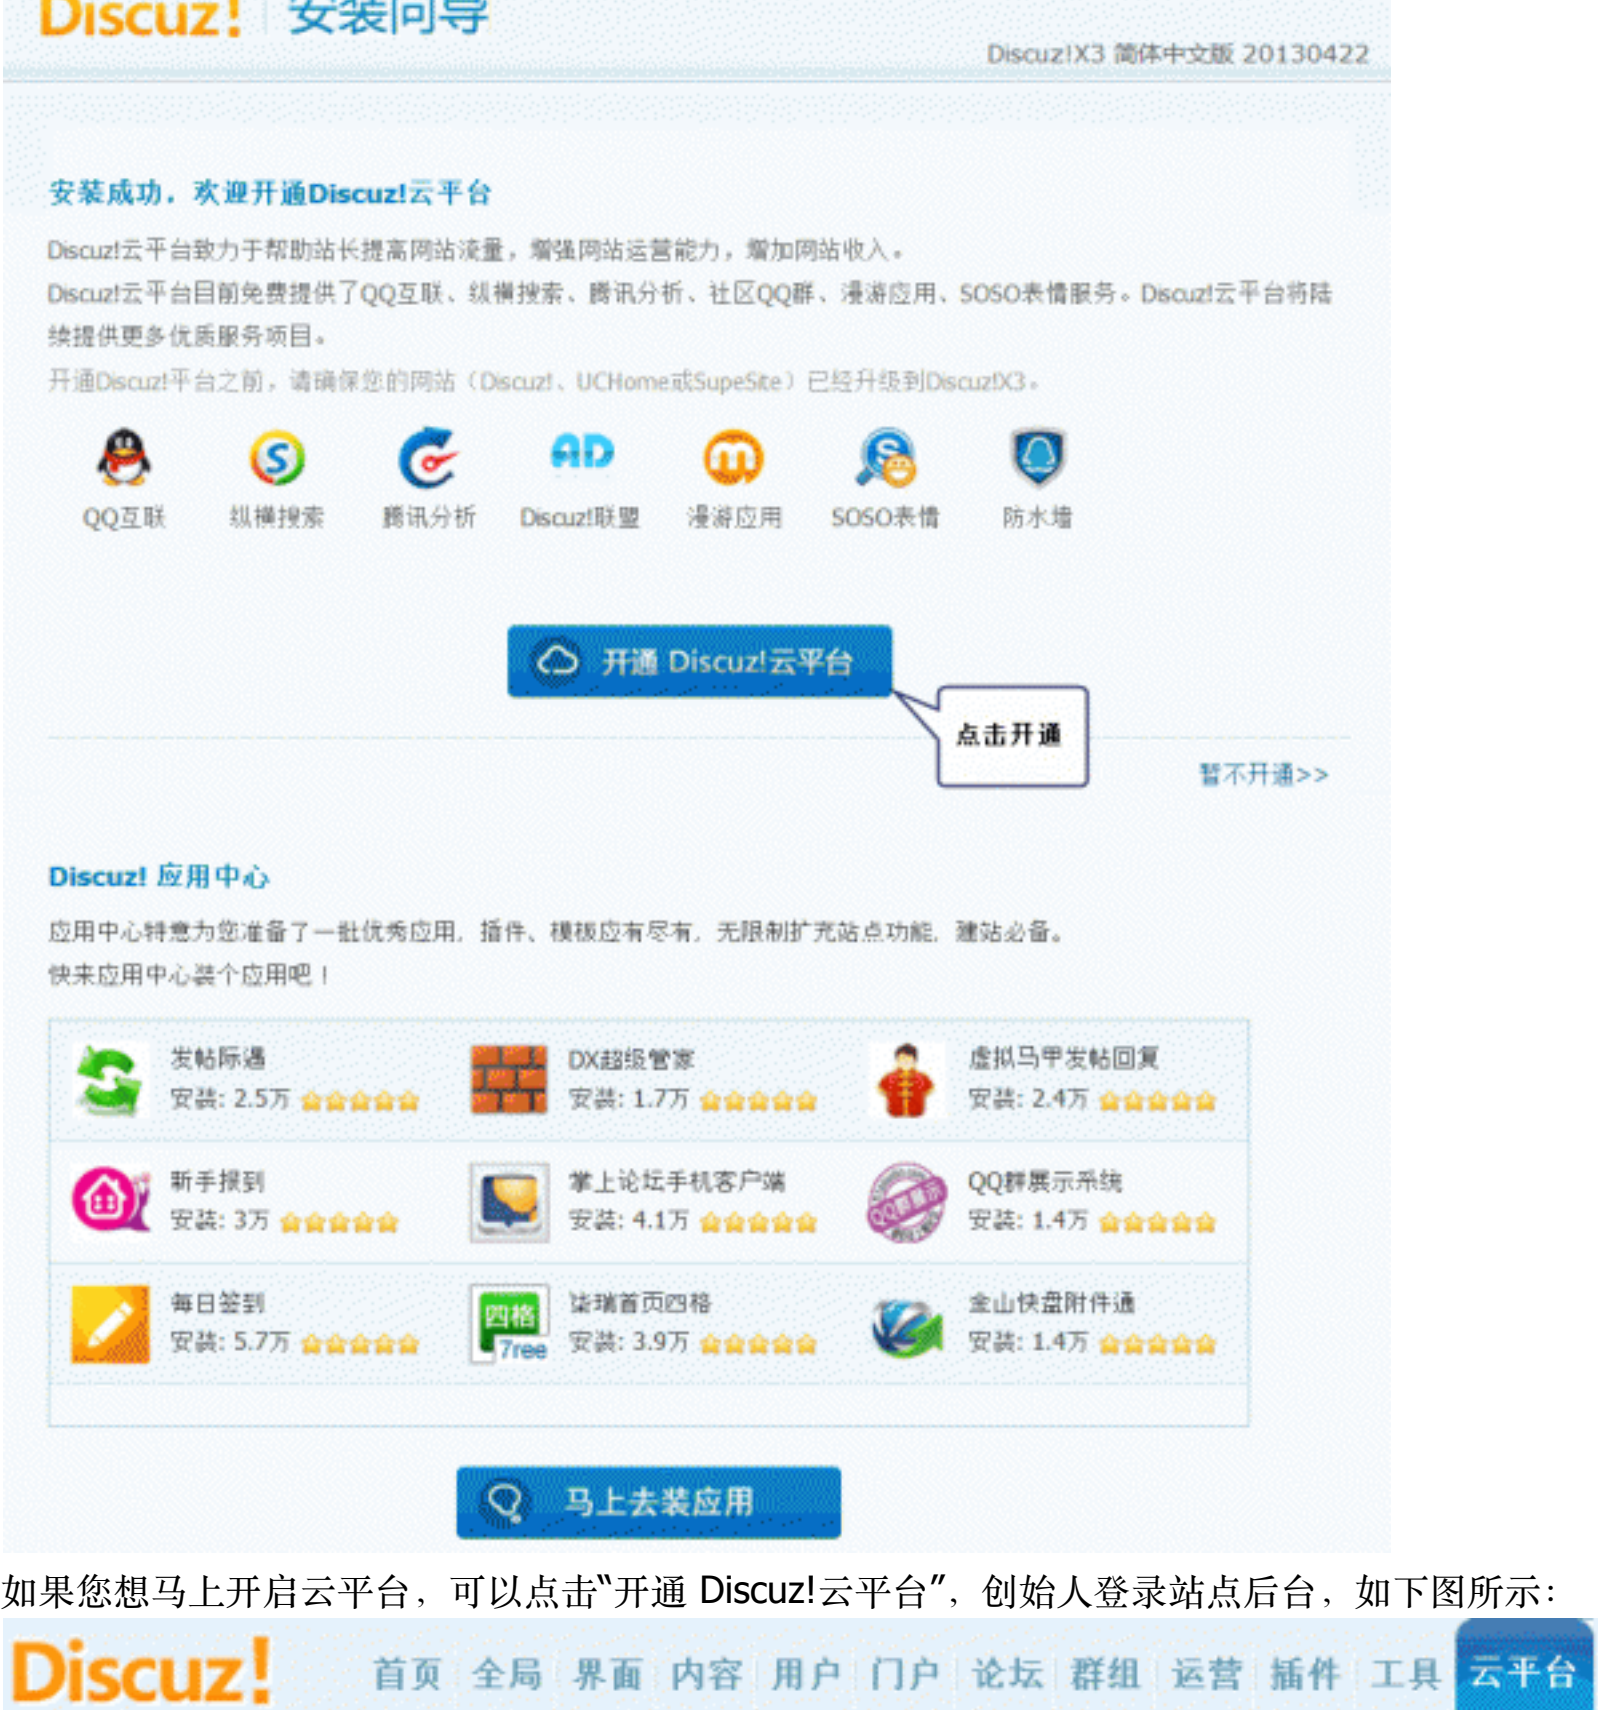 Discuz! 安装向导
Discuz!X3 简体中文版 20130422
安装成功，欢迎开通Discuz!云平台
Discuz!云平台致力于帮助站长提高网站流量，增强网站运营能力，增加网站收入。
Discuz!云平台目前免费提供了QQ互联、纵横搜索、腾讯分析、社区QQ群、漫游应用、SOSO表情服务。Discuz!云平台将陆
续提供更多优质服务项目。
开通Discuz!平台之前，请确保您的网站（Discuz!、UCHome或SupeSite）已经升级到Discuz!X3。
AD
QQ互联 纵横搜索 腾讯分析 Discuz!联盟 漫游应用 SOSO表情 防水墙
开通 Discuz!云平台
点击开通
暂不开通>>
Discuz! 应用中心
应用中心特意为您准备了一批优秀应用，插件、模板应有尽有，无限制扩充站点功能，建站必备。
快来应用中心装个应用吧！
发帖际遇 DX超级管家 虚拟马甲发帖回复
安装: 2.5万 安装: 1.7万 安装: 2.4万
新手报到 掌上论坛手机客户端 QQ群展示系统
安装: 3万 安装: 4.1万 安装: 1.4万
QQ群展示
每日签到 柒瑞首页四格 金山快盘附件通
四格
7ree
安装: 5.7万 安装: 3.9万 安装: 1.4万
马上去装应用
如果您想马上开启云平台，可以点击“开通 Discuz!云平台”，创始人登录站点后台，如下图所示：
Discuz! 首页 全局 界面 内容 用户 门户 论坛 群组 运营 插件 工具 云平台